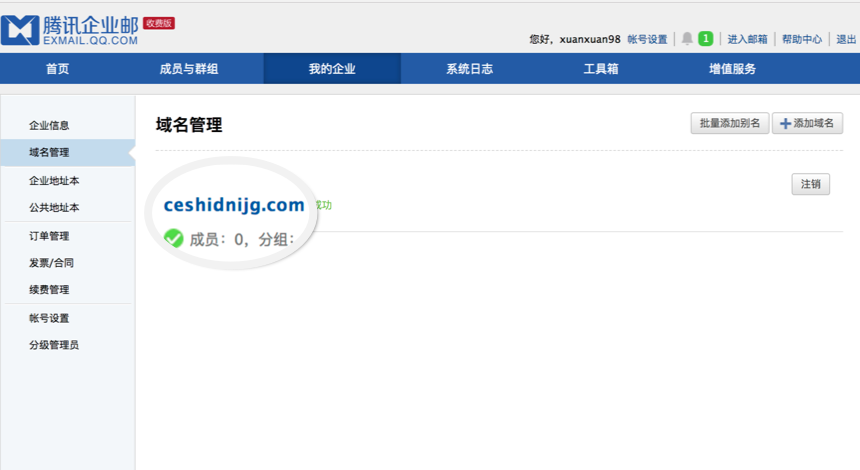 腾讯企业邮 收费版
EXMAIL.QQ.COM
您好，xuanxuan98 帐号设置 1 进入邮箱 帮助中心 退出
首页 成员与群组 我的企业 系统日志 工具箱 增值服务
企业信息
域名管理
企业地址本
公共地址本
订单管理
发票/合同
续费管理
帐号设置
分级管理员
域名管理
批量添加别名 添加域名
注销
ceshidnijg.com
成功
成员：0，分组：